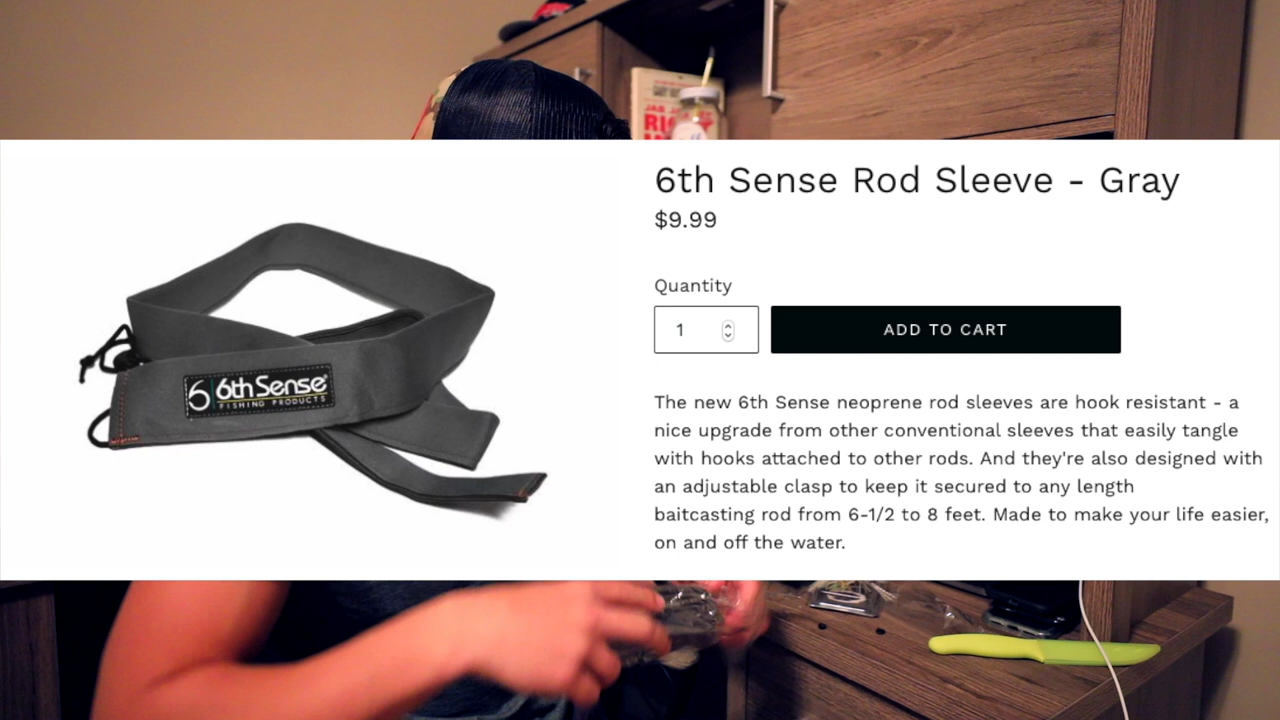 6th Sense Rod Sleeve - Gray
$9.99
Quantity
1
ADD TO CART
The new 6th Sense neoprene rod sleeves are hook resistant - a
nice upgrade from other conventional sleeves that easily tangle
with hooks attached to other rods. And they're also designed with
an adjustable clasp to keep it secured to any length
baitcasting rod from 6-1/2 to 8 feet. Made to make your life easier,
on and off the water.
6 6th Sense®
FISHING PRODUCTS